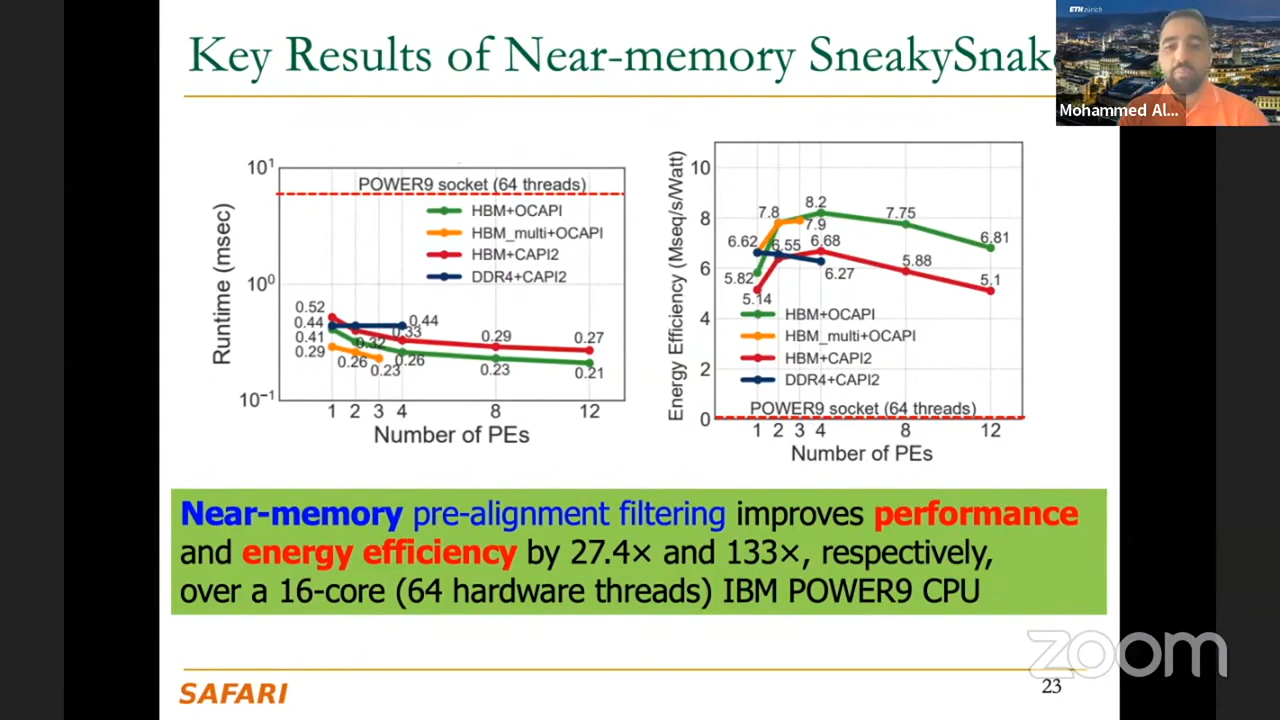 Key Results of Near-memory SneakySnak
ETH zürich
Mohammed Al...
10¹
POWER9 socket (64 threads)
HBM+OCAPI
HBM_multi+OCAPI
HBM+CAPI2
DDR4+CAPI2
10⁰
Runtime (msec)
0.52
0.44
0.41
0.29
0.44
0.33
0.32
0.26
0.26
0.23
0.29
0.23
0.27
0.21
10⁻¹
1 2 3 4 8 12
Number of PEs
Energy Efficiency (Mseq/s/Watt)
10
8
6
4
2
0
7.8
8.2
7.9
7.75
6.81
6.62
6.55
6.68
5.82
6.27
5.88
5.14
5.1
HBM+OCAPI
HBM_multi+OCAPI
HBM+CAPI2
DDR4+CAPI2
POWER9 socket (64 threads)
1 2 3 4 8 12
Number of PEs
Near-memory pre-alignment filtering improves performance
and energy efficiency by 27.4× and 133×, respectively,
over a 16-core (64 hardware threads) IBM POWER9 CPU
zoom
SAFARI
23